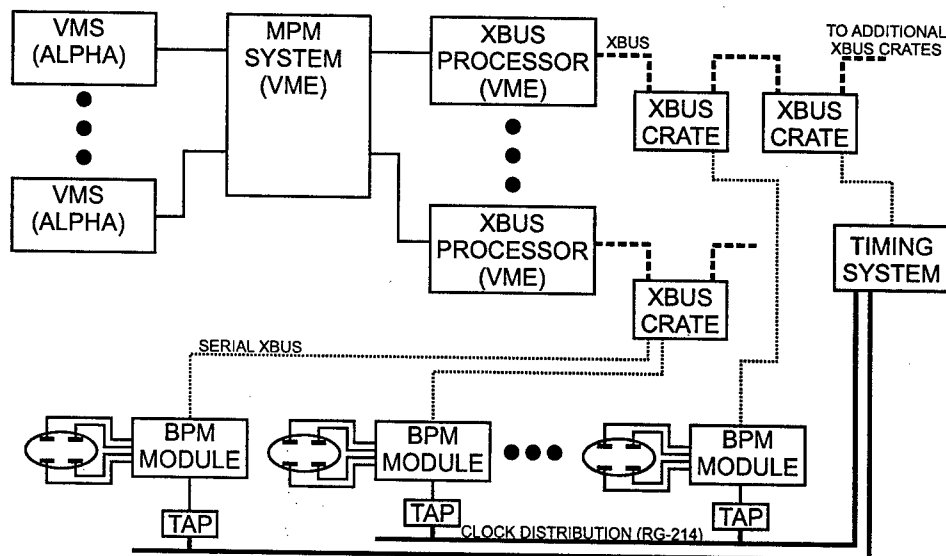 VMS
(ALPHA)
MPM
SYSTEM
(VME)
XBUS
PROCESSOR
(VME)
XBUS
TO ADDITIONAL
XBUS CRATES
XBUS
CRATE
XBUS
CRATE
VMS
(ALPHA)
XBUS
PROCESSOR
(VME)
TIMING
SYSTEM
XBUS
CRATE
SERIAL XBUS
BPM
MODULE
BPM
MODULE
BPM
MODULE
TAP
TAP
TAP
CLOCK DISTRIBUTION (RG-214)